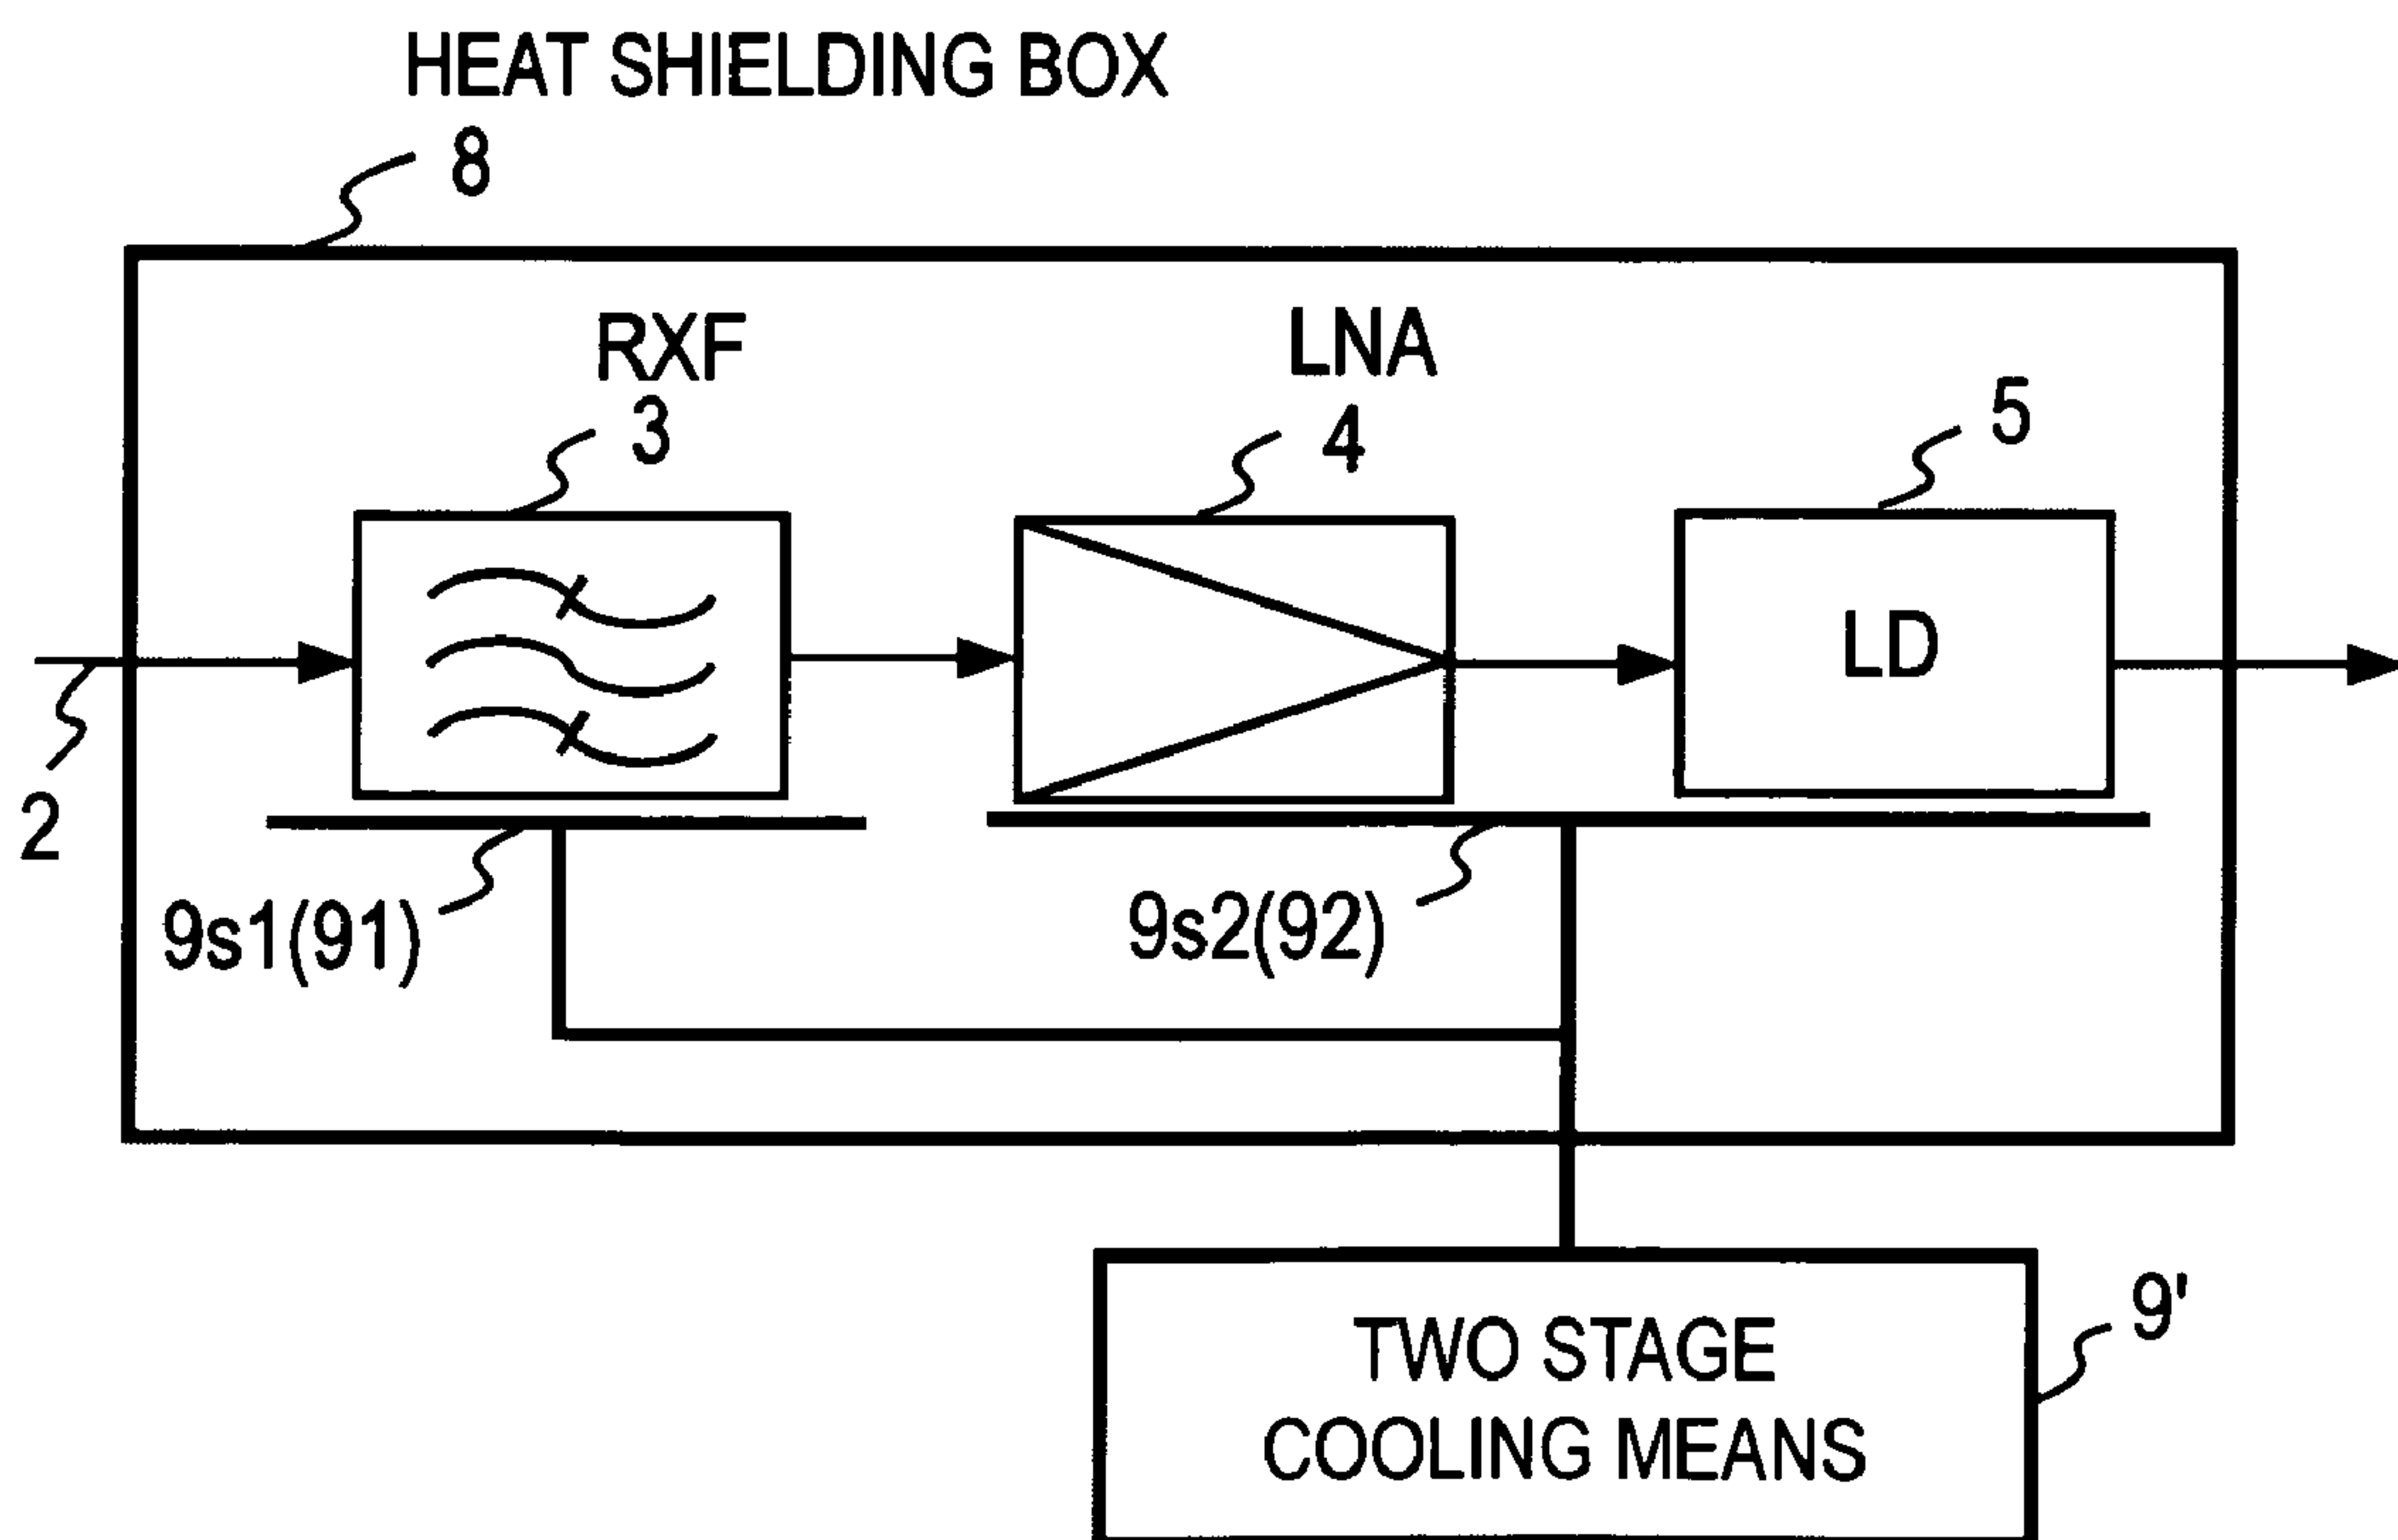 HEAT SHIELDING BOX
8
RXF
3
LNA
4
5
LD
2
9s1(91)
9s2(92)
9'
TWO STAGE
COOLING MEANS